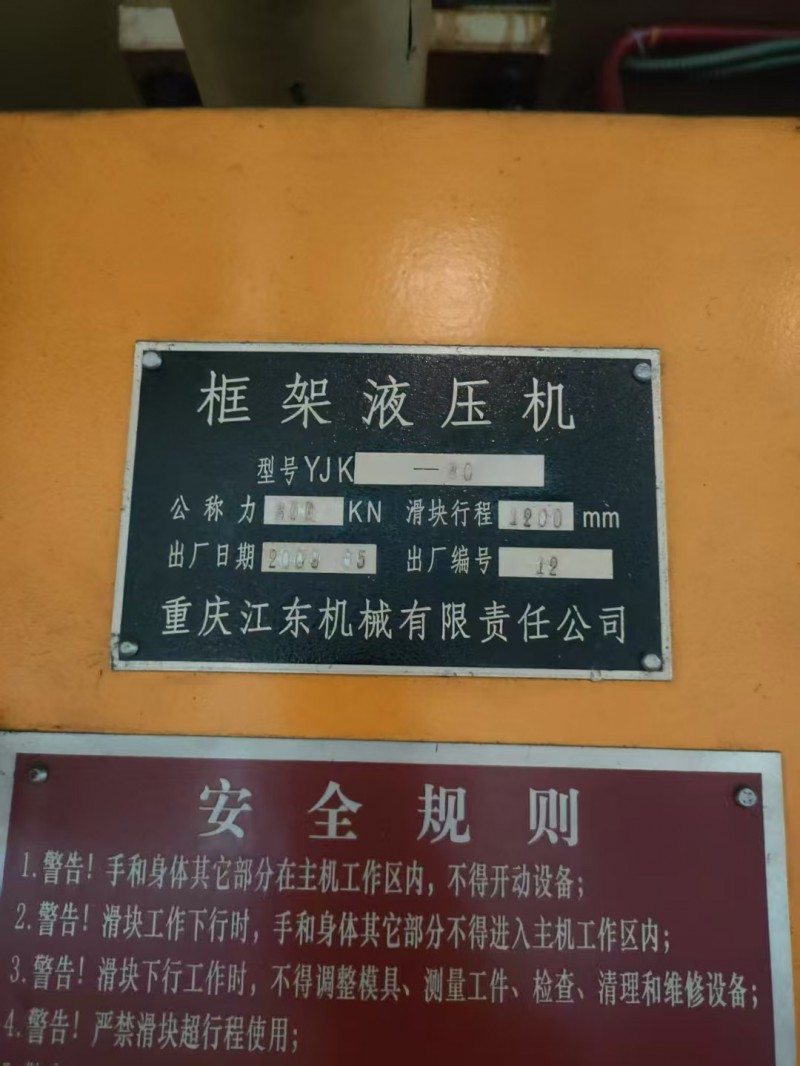 框架液压机
型号YJK —80
公称力 KN 滑块行程 1200 mm
出厂日期 2008 05 出厂编号 12
重庆江东机械有限责任公司
安全规则
1.警告！手和身体其它部分在主机工作区内，不得开动设备；
2.警告！滑块工作下行时，手和身体其它部分不得进入主机工作区内；
3.警告！滑块下行工作时，不得调整模具、测量工件、检查、清理和维修设备；
4.警告！严禁滑块超行程使用；